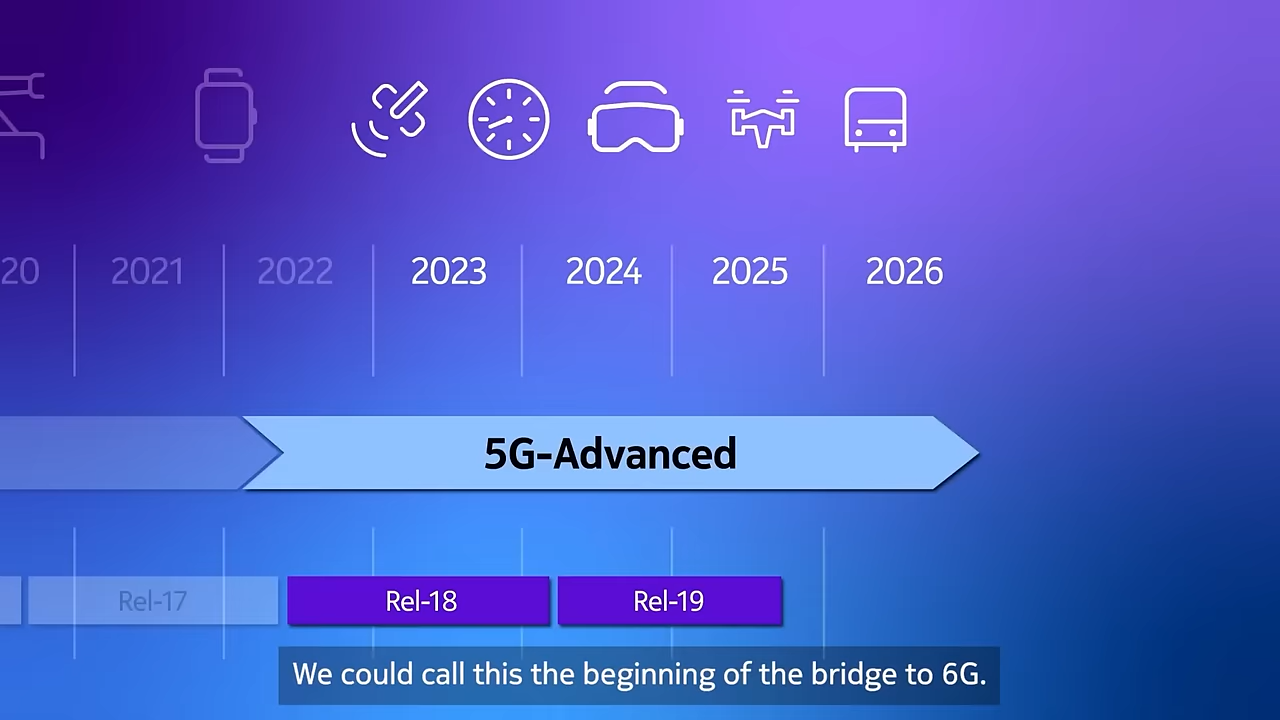 20 2021 2022 2023 2024 2025 2026
5G-Advanced
Rel-17 Rel-18 Rel-19
We could call this the beginning of the bridge to 6G.